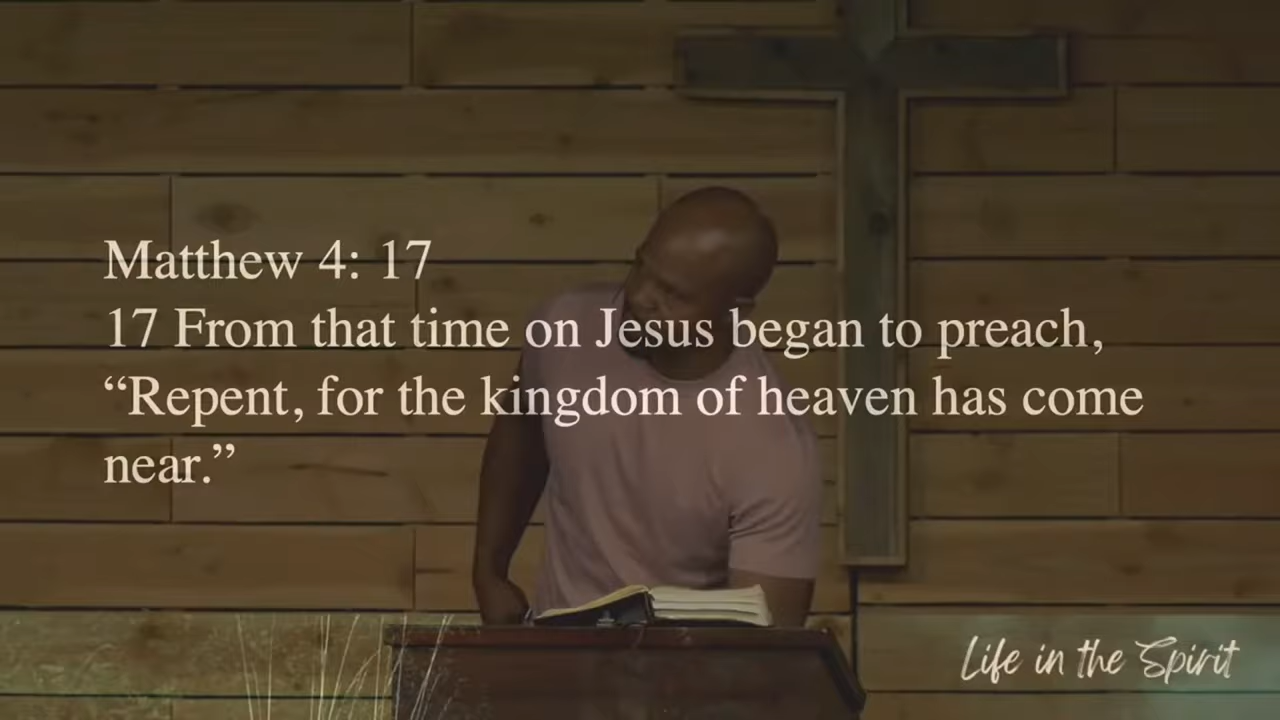 Matthew 4: 17
17 From that time on Jesus began to preach,
“Repent, for the kingdom of heaven has come
near.”
Life in the Spirit